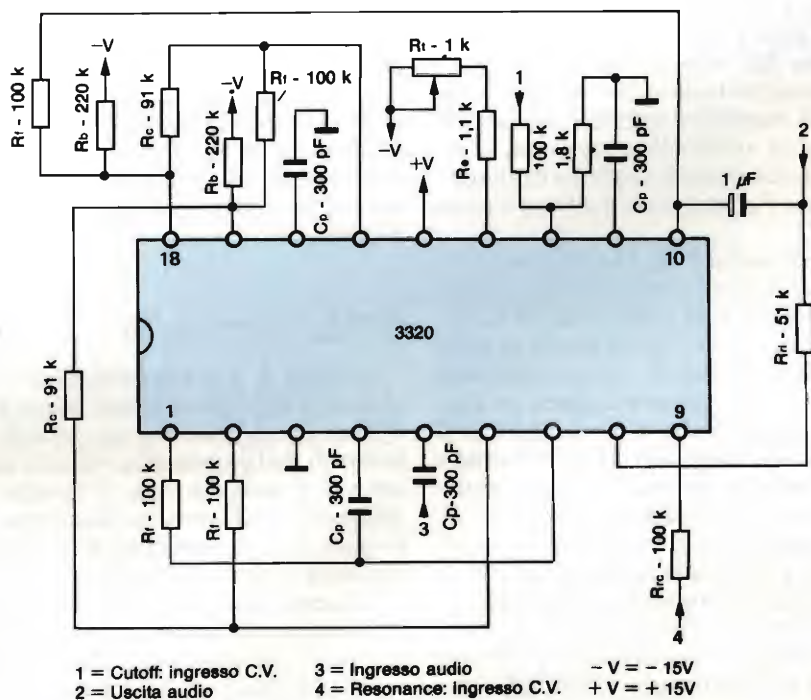 Rf - 100 k
-V
Rb - 220 k
Rc - 91 k
-V
Rb - 220 k
Rf - 100 k
Cp - 300 pF
Rt - 1 k
-V
+V
Re - 1,1 k
1
100 k
1,8 k
Cp - 300 pF
1 µF
2
18
10
Rrl - 51 k
3320
Rc - 91 k
1
9
Rf - 100 k
Rf - 100 k
Cp - 300 pF
Cp-300 pF
3
Rrc - 100 k
4
1 = Cutoff: ingresso C.V.
2 = Uscita audio
3 = Ingresso audio
4 = Resonance: ingresso C.V.
- V = - 15V
+ V = + 15V